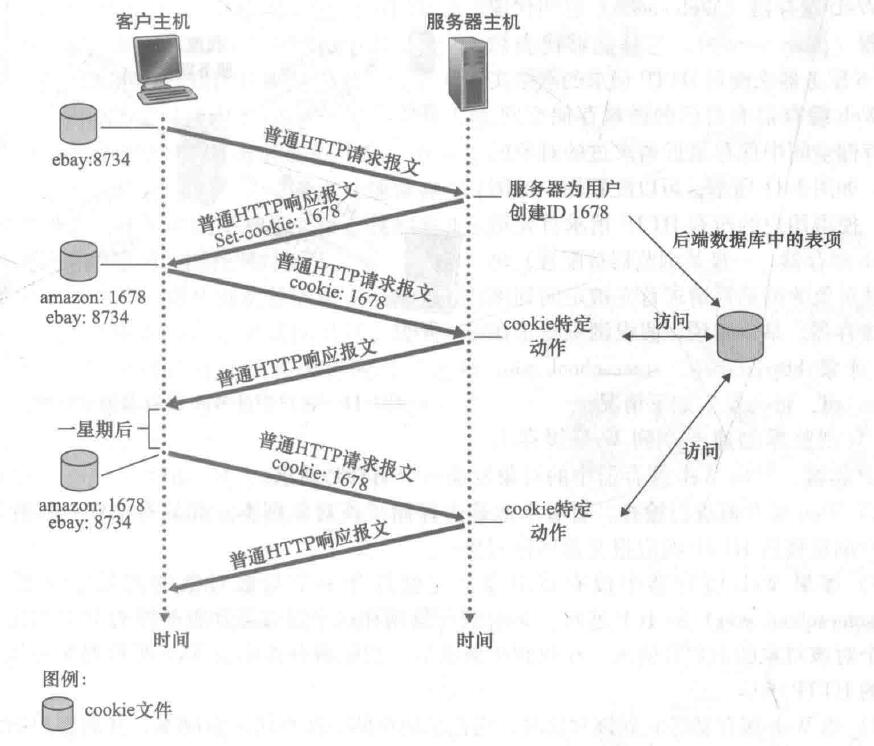 客户主机
服务器主机
ebay:8734
普通HTTP请求报文
服务器为用户
创建ID 1678
普通HTTP响应报文
Set-cookie: 1678
后端数据库中的表项
amazon: 1678
ebay: 8734
普通HTTP请求报文
cookie: 1678
cookie特定
动作
访问
普通HTTP响应报文
一星期后
访问
普通HTTP请求报文
cookie: 1678
amazon: 1678
ebay: 8734
cookie特定
动作
普通HTTP响应报文
时间
时间
图例:
cookie文件